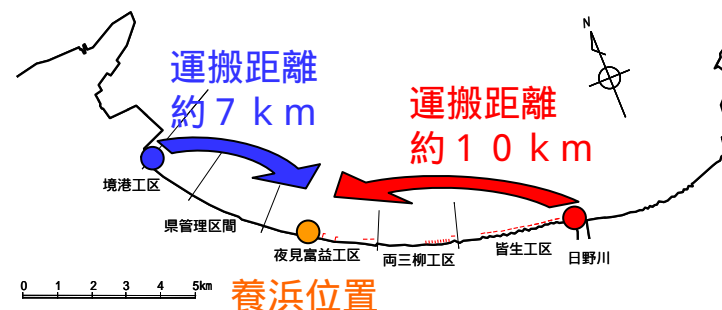 N
運搬距離
約7km
運搬距離
約10km
境港工区
県管理区間
夜見富益工区
両三柳工区
皆生工区
日野川
0 1 2 3 4 5km
養浜位置